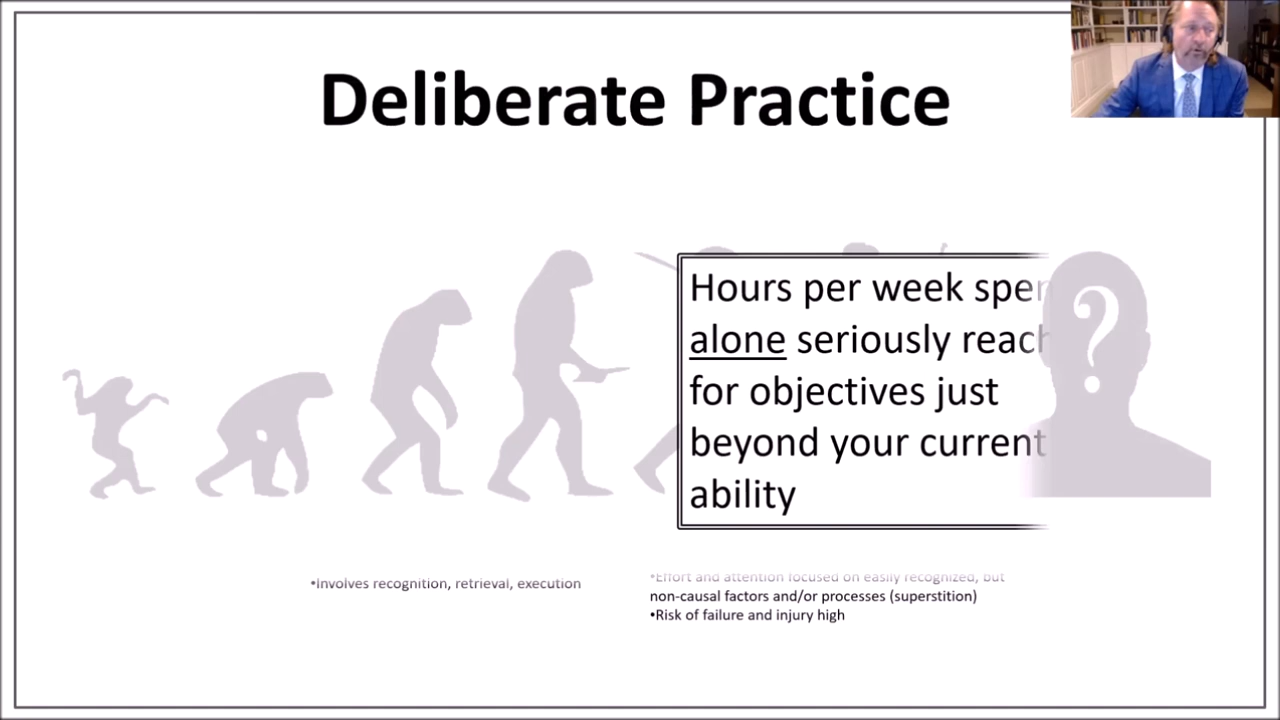 Deliberate Practice
Hours per week
alone seriously
for objectives just
beyond your current
ability
?
•Involves recognition, retrieval, execution
•Effort and attention focused on easily recognized, but
non-causal factors and/or processes (superstition)
•Risk of failure and injury high